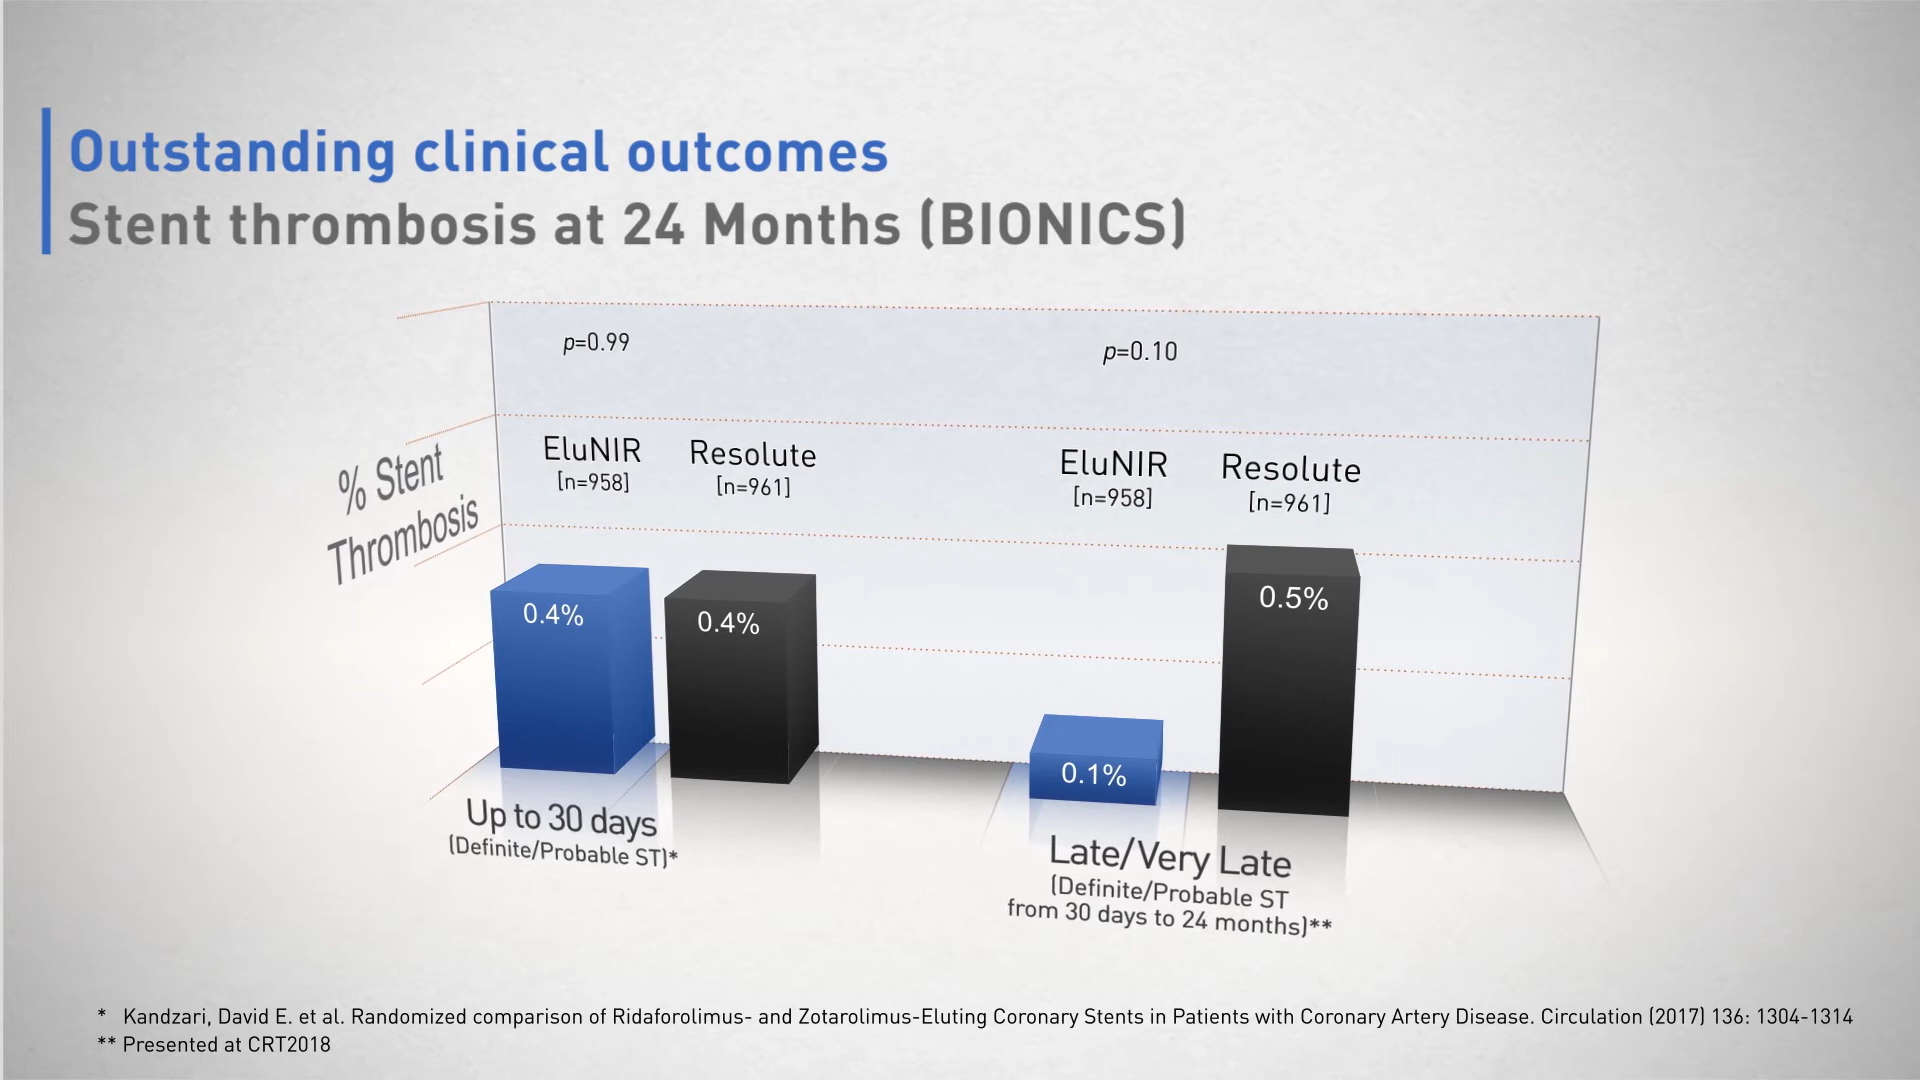 Outstanding clinical outcomes
Stent thrombosis at 24 Months (BIONICS)
p=0.99
p=0.10
% Stent
Thrombosis
EluNIR
[n=958]
Resolute
[n=961]
EluNIR
[n=958]
Resolute
[n=961]
0.4%
0.4%
0.1%
0.5%
Up to 30 days
(Definite/Probable ST)*
Late/Very Late
(Definite/Probable ST
from 30 days to 24 months)**
* Kandzari, David E. et al. Randomized comparison of Ridaforolimus- and Zotarolimus-Eluting Coronary Stents in Patients with Coronary Artery Disease. Circulation (2017) 136: 1304-1314
** Presented at CRT2018